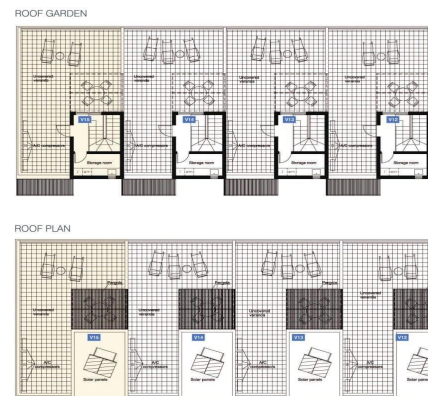 ROOF GARDEN
Uncovered
veranda
Uncovered
veranda
Uncovered
veranda
Uncovered
veranda
V15
V14
V13
V12
A/C compressors
A/C compressors
A/C compressors
A/C compressors
Storage room
Storage room
Storage room
Storage room
ROOF PLAN
Pergola
Pergola
Pergola
Uncovered
veranda
Uncovered
veranda
Uncovered
veranda
Uncovered
veranda
V15
V14
V13
V12
A/C
compressors
A/C
compressors
A/C
compressors
A/C
compressors
Solar panels
Solar panels
Solar panels
Solar panels